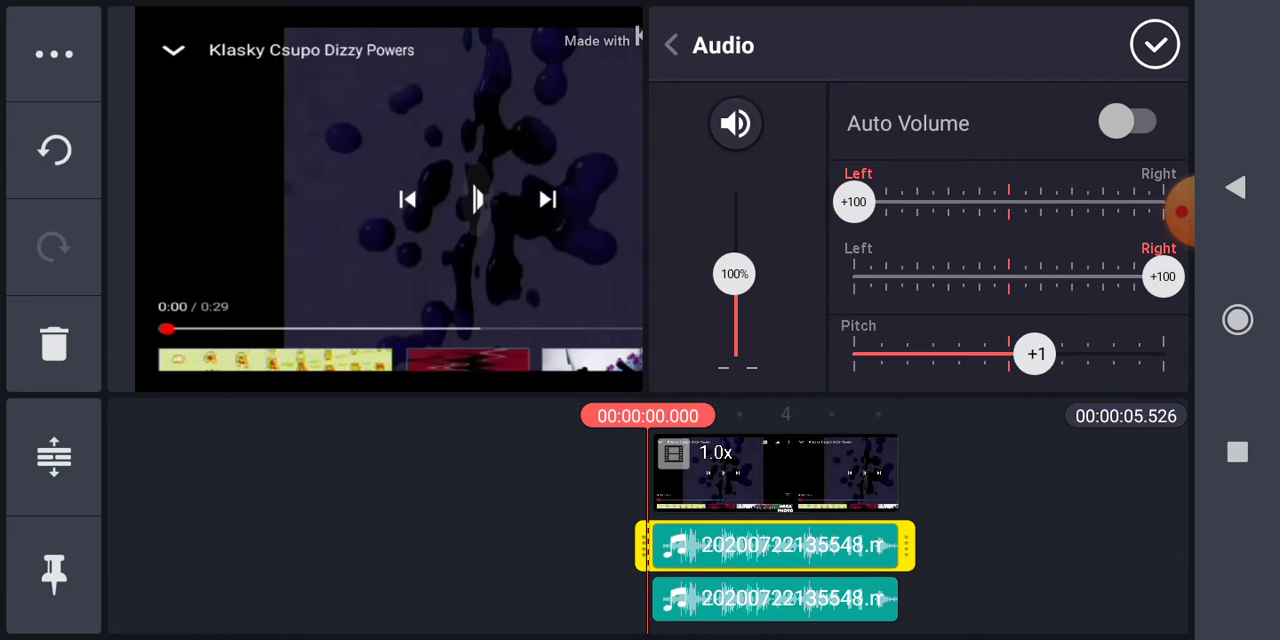 Klasky Csupo Dizzy Powers
Made with K
0:00 / 0:29
Audio
Auto Volume
Left
Right
+100
Left
Right
+100
Pitch
+1
100%
00:00:00.000
4
00:00:05.526
1.0x
20200722135548.m
20200722135548.m